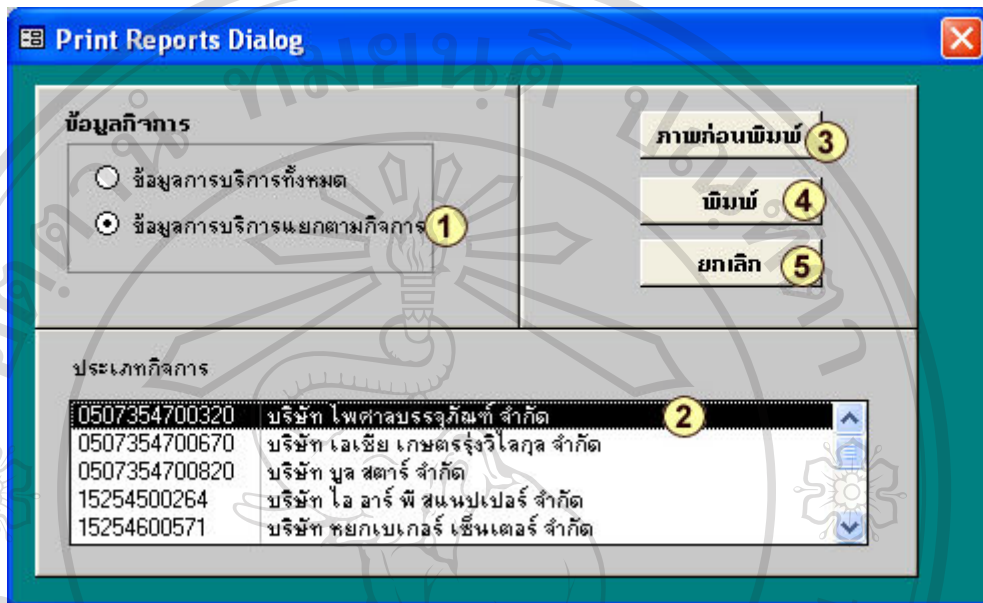 Print Reports Dialog
ข้อมูลกิจการ
ข้อมูลการบริการทั้งหมด
ข้อมูลการบริการแยกตามกิจการ 1
ภาพก่อนพิมพ์ 3
พิมพ์ 4
ยกเลิก 5
ประเภทกิจการ
0507354700320 บริษัท ไพศาลบรรจุภัณฑ์ จำกัด 2
0507354700670 บริษัท เอเชีย เกษตรรุ่งวิไลกุล จำกัด
0507354700820 บริษัท บูล สตาร์ จำกัด
15254500264 บริษัท ไอ อาร์ พี สแนปเปอร์ จำกัด
15254600571 บริษัท หยกเบเกอร์ เซ็นเตอร์ จำกัด